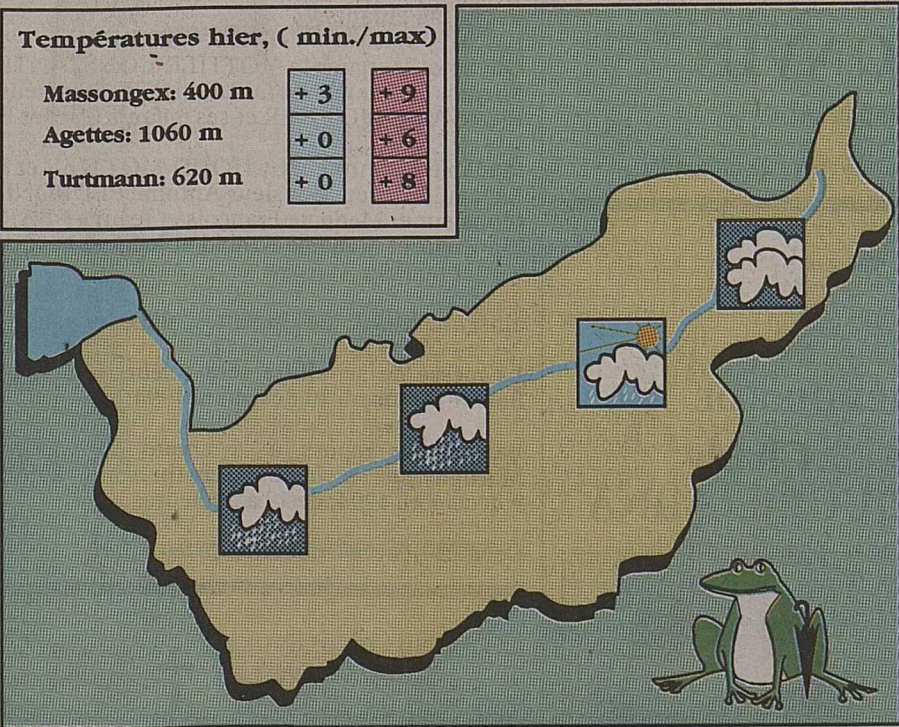 Températures hier, ( min./max)
Massongex: 400 m + 3 + 9
Agettes: 1060 m + 0 + 6
Turtmann: 620 m + 0 + 8